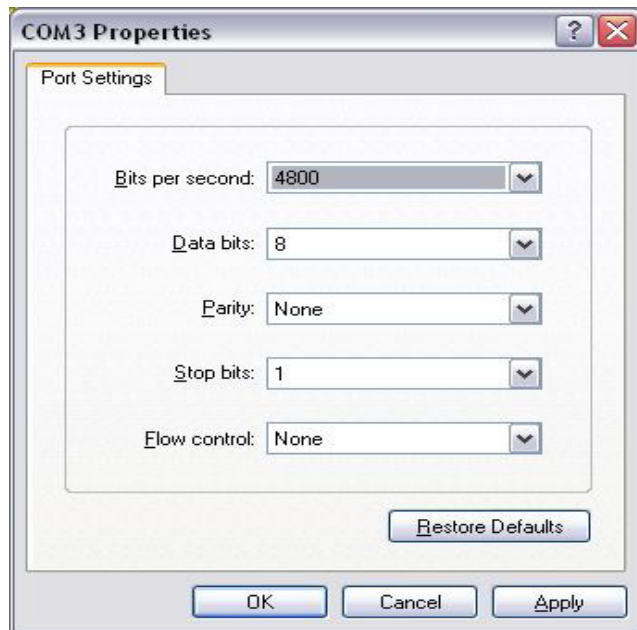 COM3 Properties
Port Settings
Bits per second: 4800
Data bits: 8
Parity: None
Stop bits: 1
Flow control: None
Restore Defaults
OK Cancel Apply